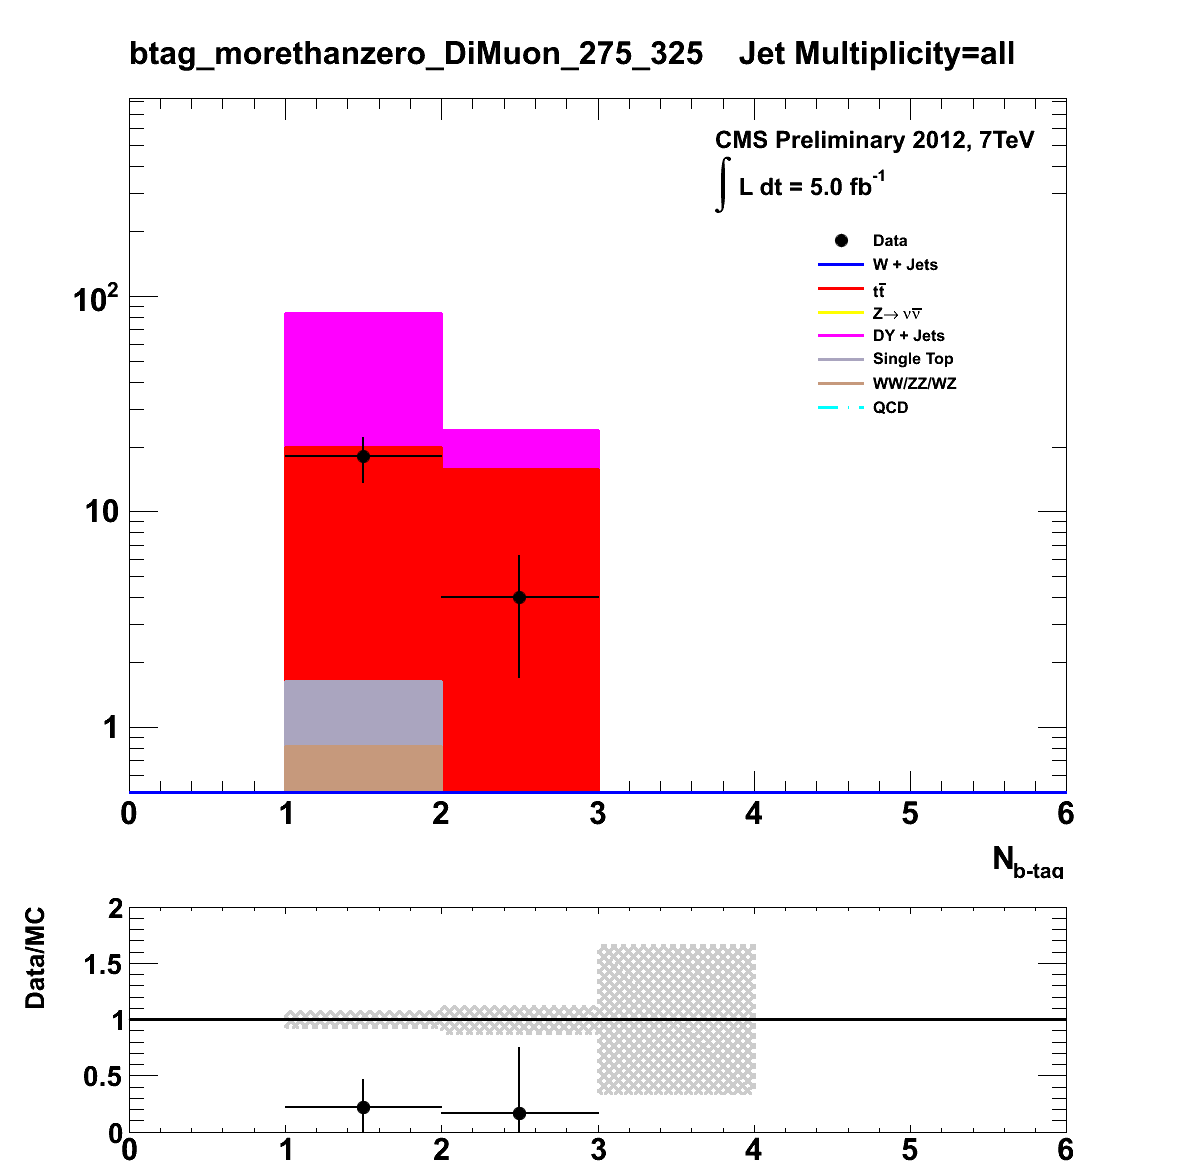 btag_morethanzero_DiMuon_275_325 Jet Multiplicity=all
CMS Preliminary 2012, 7TeV
∫ L dt = 5.0 fb⁻¹
Data
W + Jets
tt̅
Z→ νν̅
DY + Jets
Single Top
WW/ZZ/WZ
QCD
10²
10
1
0 1 2 3 4 5 6
N_b-tag
Data/MC
2
1.5
1
0.5
0
0 1 2 3 4 5 6